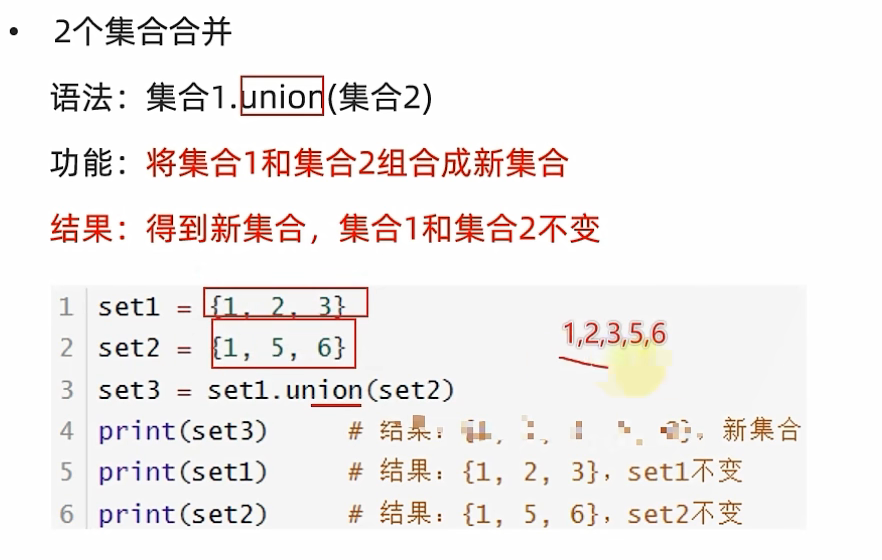 • 2个集合合并
语法：集合1.union(集合2)
功能：将集合1和集合2组合成新集合
结果：得到新集合，集合1和集合2不变
1 set1 = {1, 2, 3}
2 set2 = {1, 5, 6}
1,2,3,5,6
3 set3 = set1.union(set2)
4 print(set3) # 结果： ，新集合
5 print(set1) # 结果：{1, 2, 3}，set1不变
6 print(set2) # 结果：{1, 5, 6}，set2不变